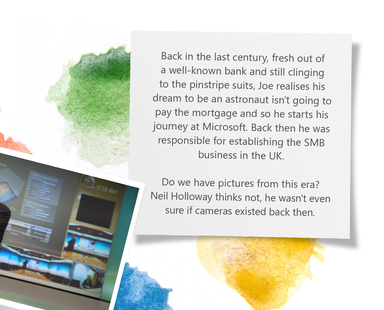 Back in the last century, fresh out of
a well-known bank and still clinging
to the pinstripe suits, Joe realises his
dream to be an astronaut isn't going to
pay the mortgage and so he starts his
journey at Microsoft. Back then he was
responsible for establishing the SMB
business in the UK.
Do we have pictures from this era?
Neil Holloway thinks not, he wasn't even
sure if cameras existed back then.